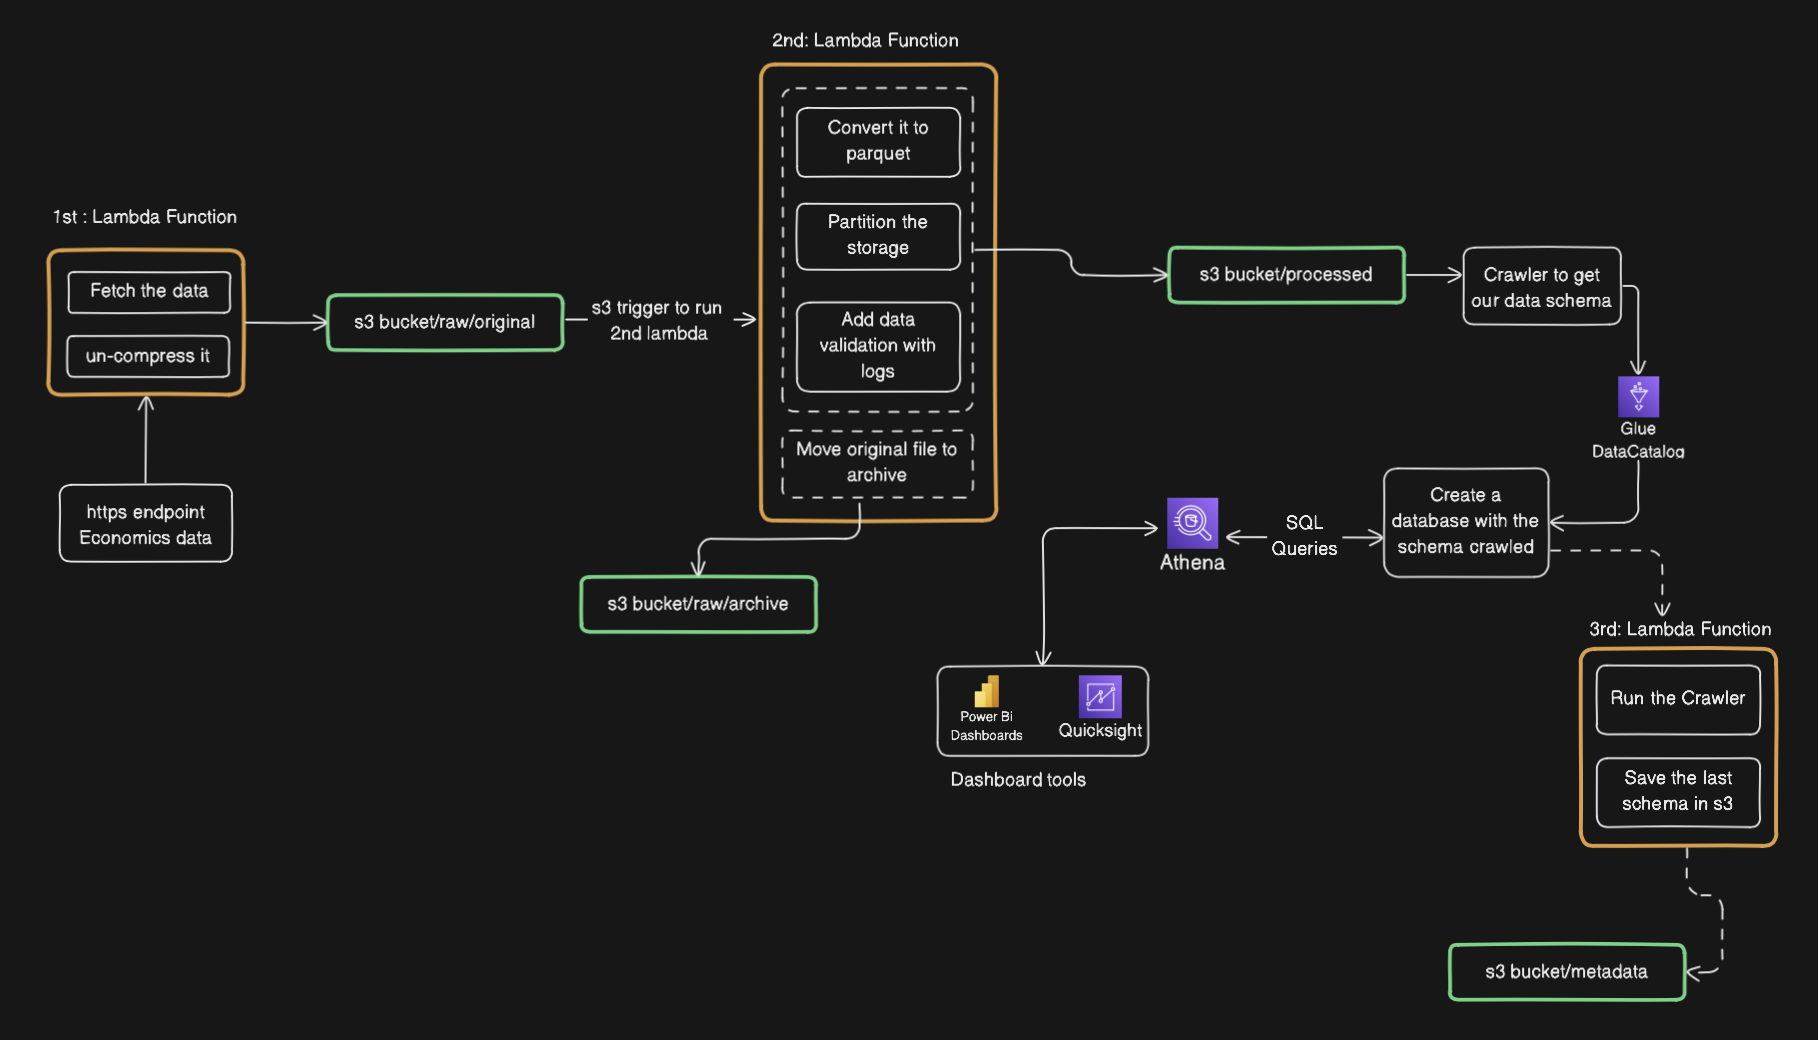 2nd: Lambda Function
Convert it to
parquet
Partition the
storage
Add data
validation with
logs
Move original file to
archive
1st : Lambda Function
Fetch the data
un-compress it
https endpoint
Economics data
s3 bucket/raw/original
s3 trigger to run
2nd lambda
s3 bucket/raw/archive
s3 bucket/processed
Crawler to get
our data schema
Glue
DataCatalog
Create a
database with the
schema crawled
SQL
Queries
Athena
Power Bi
Dashboards
Quicksight
Dashboard tools
3rd: Lambda Function
Run the Crawler
Save the last
schema in s3
s3 bucket/metadata